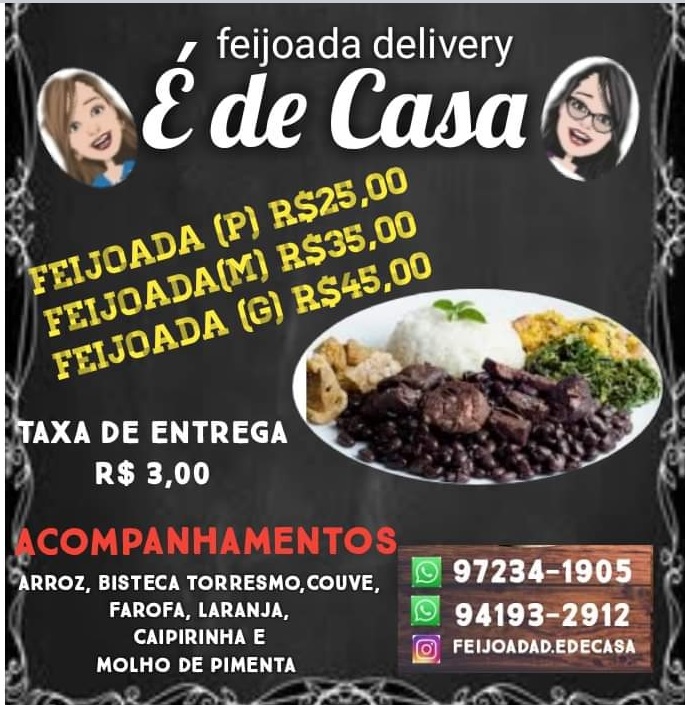 feijoada delivery
É de Casa
FEIJOADA (P) R$25,00
FEIJOADA(M) R$35,00
FEIJOADA (G) R$45,00
TAXA DE ENTREGA
R$ 3,00
ACOMPANHAMENTOS
ARROZ, BISTECA TORRESMO,COUVE,
FAROFA, LARANJA,
CAIPIRINHA E
MOLHO DE PIMENTA
97234-1905
94193-2912
FEIJOADAD.EDECASA